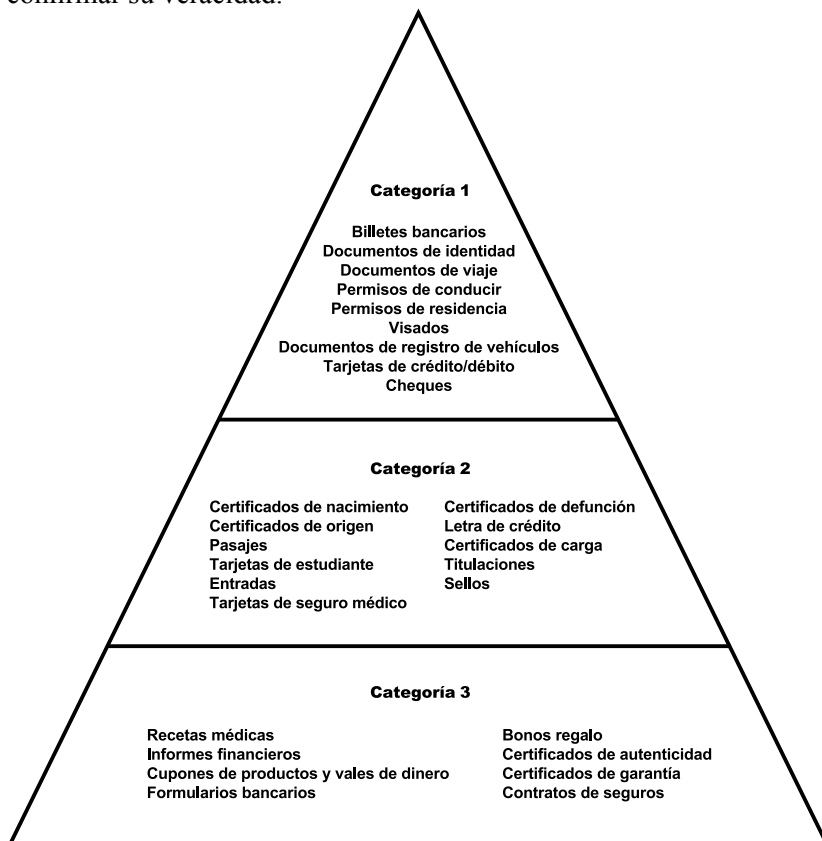 confirmar su veracidad.
Categoría 1
Billetes bancarios
Documentos de identidad
Documentos de viaje
Permisos de conducir
Permisos de residencia
Visados
Documentos de registro de vehículos
Tarjetas de crédito/débito
Cheques
Categoría 2
Certificados de nacimiento
Certificados de origen
Pasajes
Tarjetas de estudiante
Entradas
Tarjetas de seguro médico
Certificados de defunción
Letra de crédito
Certificados de carga
Titulaciones
Sellos
Categoría 3
Recetas médicas
Informes financieros
Cupones de productos y vales de dinero
Formularios bancarios
Bonos regalo
Certificados de autenticidad
Certificados de garantía
Contratos de seguros